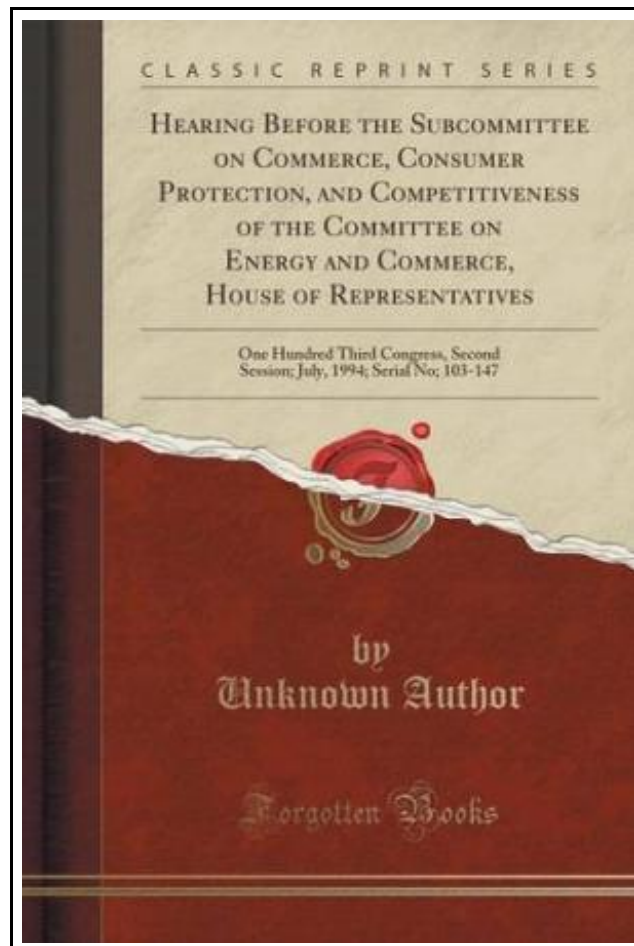 CLASSIC REPRINT SERIES
HEARING BEFORE THE SUBCOMMITTEE
ON COMMERCE, CONSUMER
PROTECTION, AND COMPETITIVENESS
OF THE COMMITTEE ON
ENERGY AND COMMERCE,
HOUSE OF REPRESENTATIVES
One Hundred Third Congress, Second
Session; July, 1994; Serial No; 103-147
F
by
Unknown Author
Forgotten Books